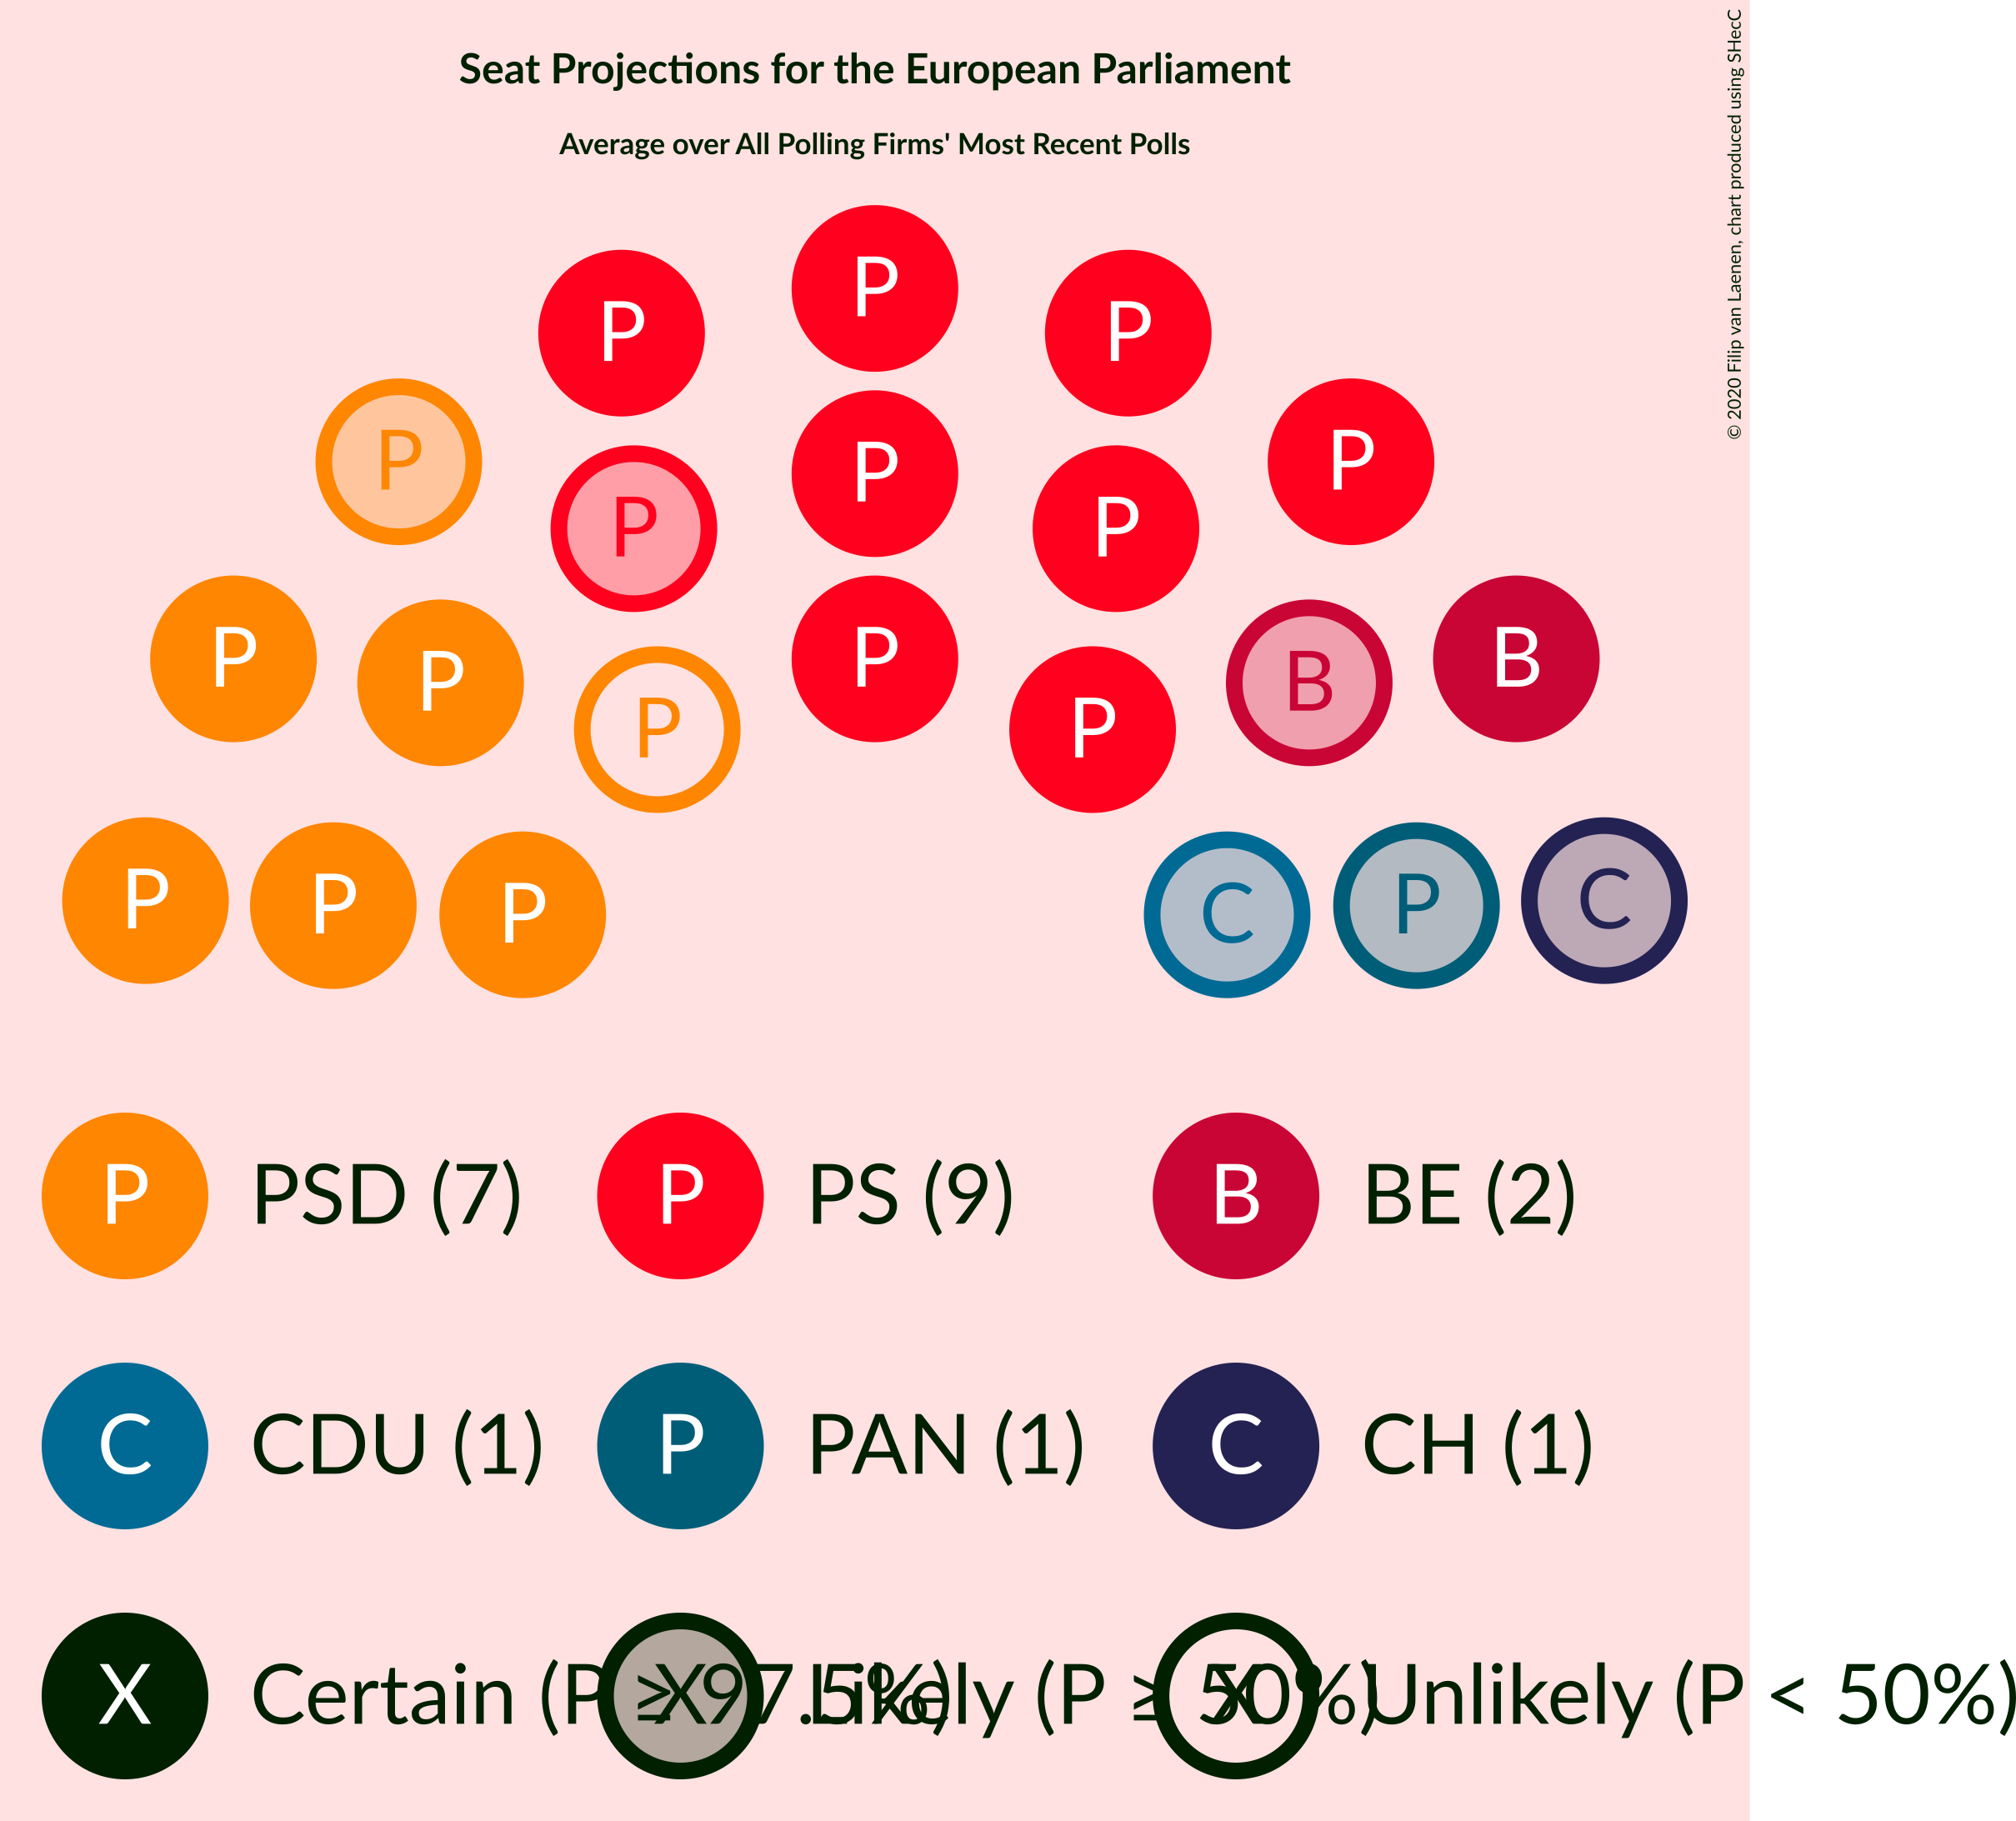 Seat Projections for the European Parliament
Average over All Polling Firms' Most Recent Polls
© 2020 Filip van Laenen, chart produced using SHecC
P
P P
P P
P
P P
P P
B B
P P P
P P
C P C
P PSD (7) P PS (9) B BE (2)
C CDU (1) P PAN (1) C CH (1)
X Certain (P ≥ 97.5%) X Likely (P ≥ 50%) X Unlikely (P < 50%)